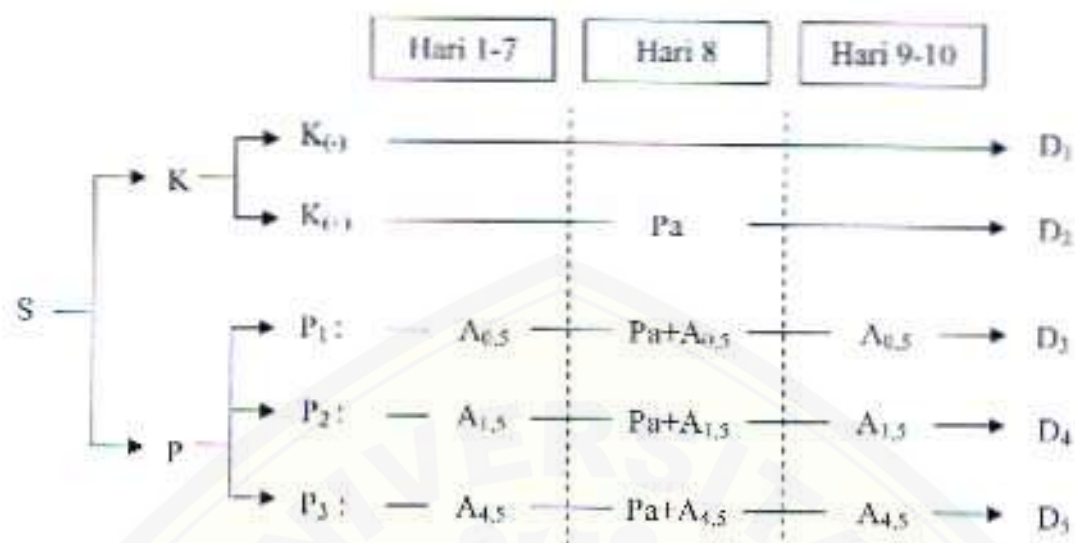 Hari 1-7 Hari 8 Hari 9-10
K(-) D1
K
K(+) Pa D2
S
P1 : A0,5 Pa+A0,5 A0,5 D3
P2 : A1,5 Pa+A1,5 A1,5 D4
P
P3 : A4,5 Pa+A4,5 A4,5 D5